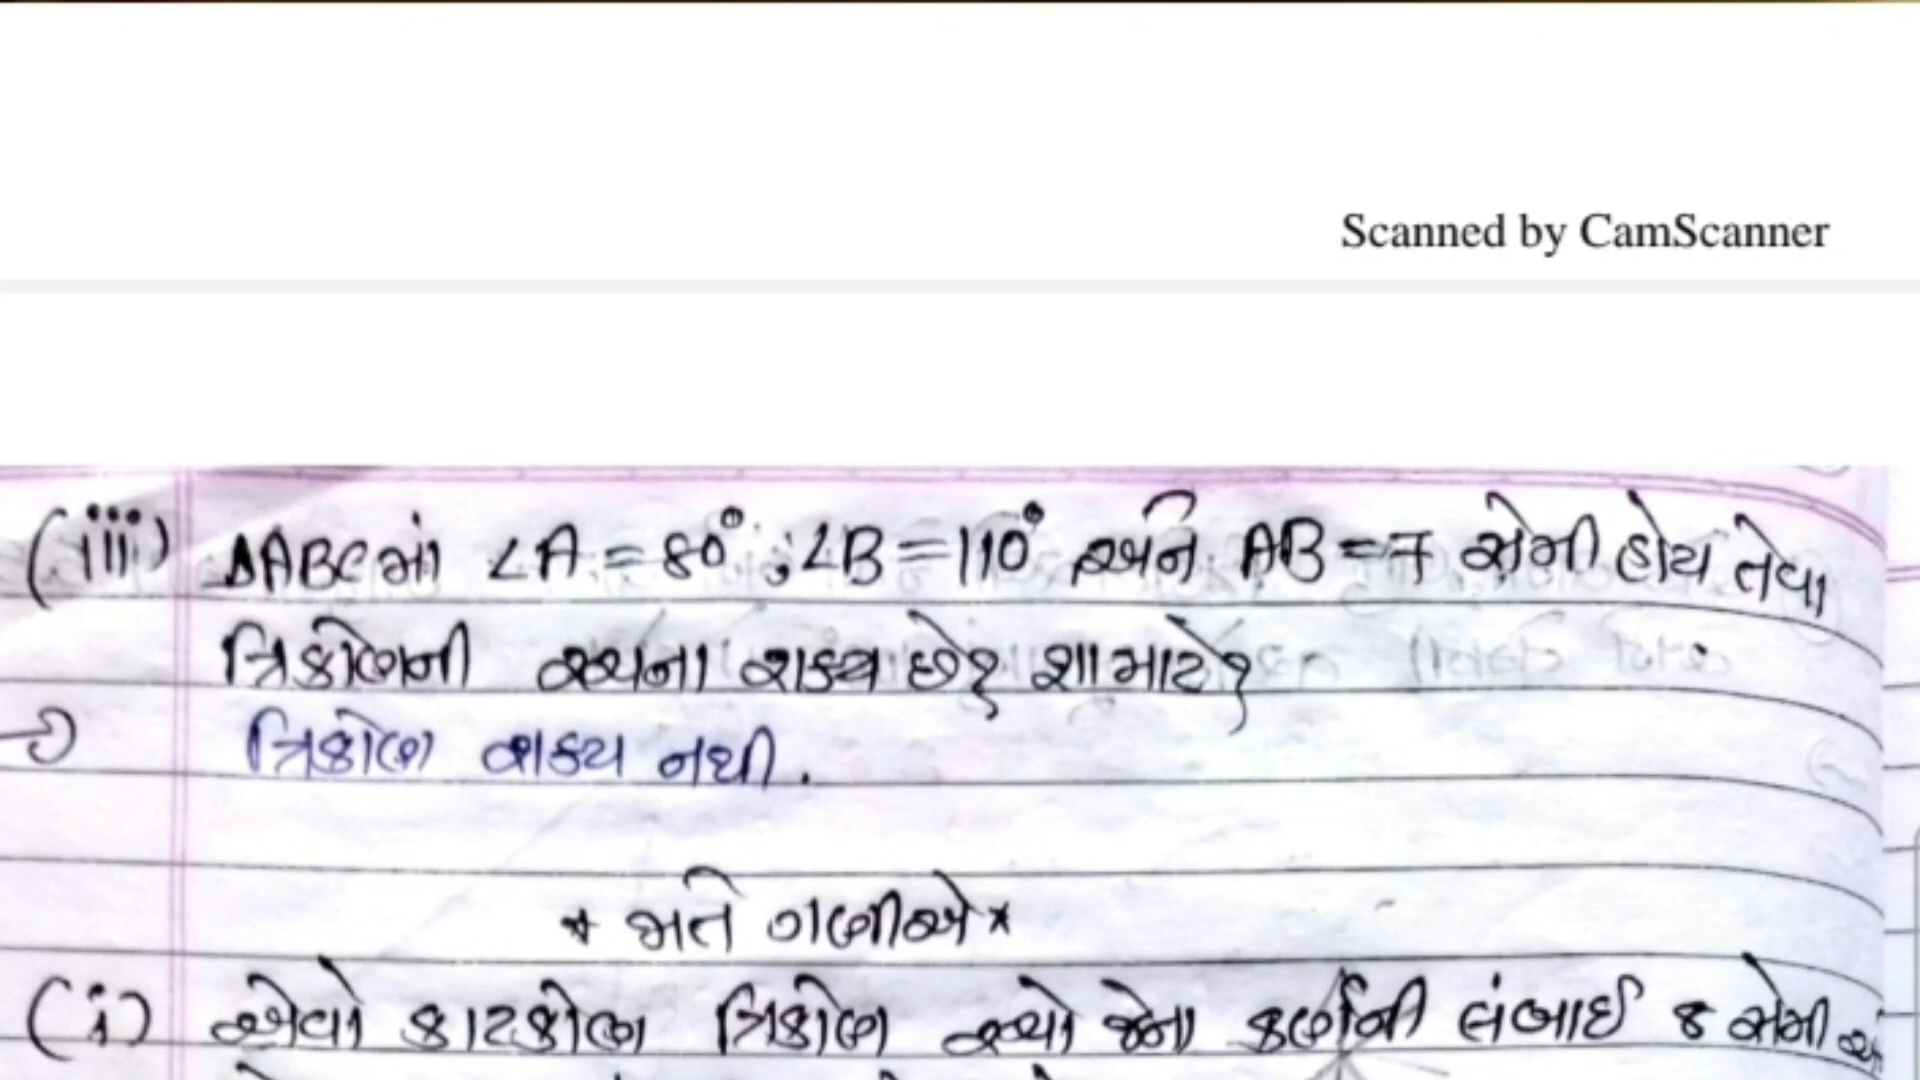 Scanned by CamScanner
(iii) ΔABCમાં ∠A = 80° ; ∠B = 110° અને AB = 7 સેમી હોય તેવા
ત્રિકોણની રચના શક્ય છે? શા માટે?
→ ત્રિકોણ શક્ય નથી.
* જાતે ગણીએ *
(i) એવો કાટકોણ ત્રિકોણ રચો જેના કર્ણની લંબાઈ 8 સેમી